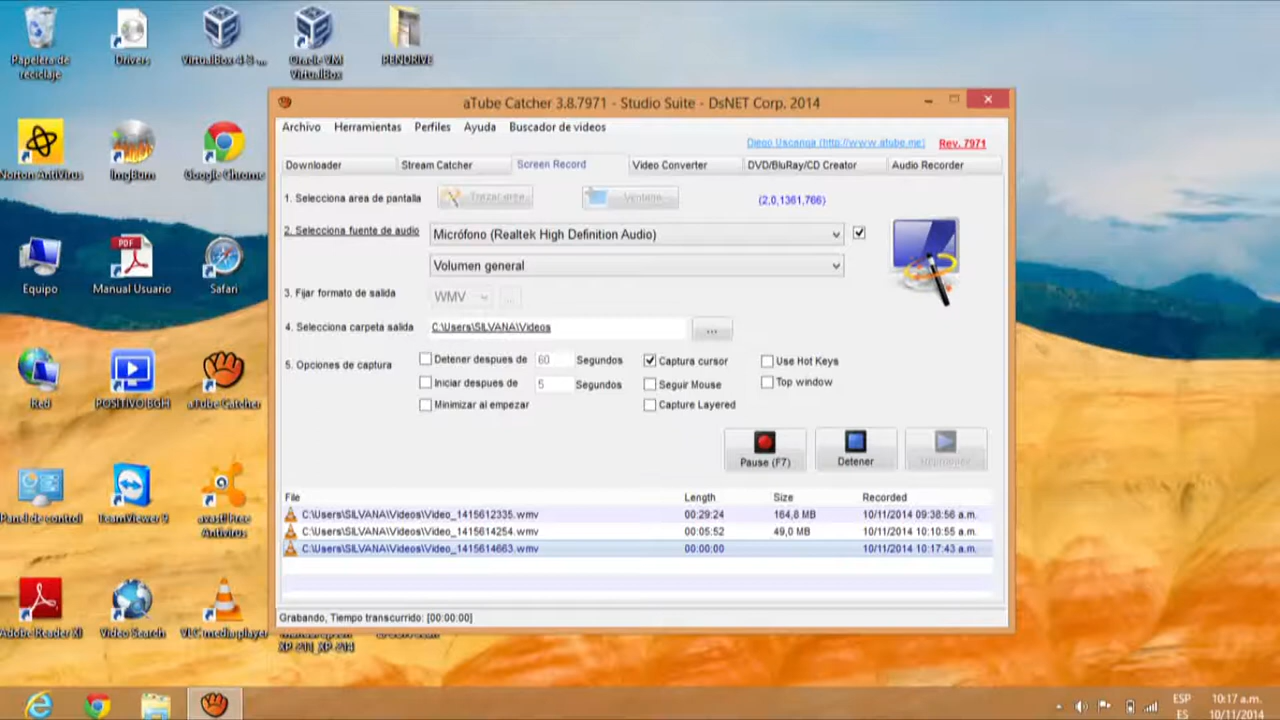 Papelera de
reciclaje
Drivers
VirtualBox 4-3-...
Oracle VM
VirtualBox
PENDRIVE
Norton AntiVirus
ImgBurn
Google Chrome
Equipo
Manual Usuario
Safari
Red
POSITIVO BGH
aTube Catcher
Panel de control
TeamViewer 9
avast! Free
Antivirus
Adobe Reader XI
Video Search
VLC media player
aTube Catcher 3.8.7971 - Studio Suite - DsNET Corp. 2014
Archivo Herramientas Perfiles Ayuda Buscador de videos
Diego Uscanga (http://www.atube.me) Rev. 7971
Downloader Stream Catcher Screen Record Video Converter DVD/BluRay/CD Creator Audio Recorder
1. Selecciona area de pantalla Trazar area Ventana (2,0,1361,766)
2. Selecciona fuente de audio Micrófono (Realtek High Definition Audio)
Volumen general
3. Fijar formato de salida WMV ...
4. Selecciona carpeta salida C:\Users\SILVANA\Videos ...
5. Opciones de captura
Detener despues de 60 Segundos Captura cursor Use Hot Keys
Iniciar despues de 5 Segundos Seguir Mouse Top window
Minimizar al empezar Capture Layered
Pause (F7) Detener Reproducir
File Length Size Recorded
C:\Users\SILVANA\Videos\Video_1415612335.wmv 00:29:24 164,8 MB 10/11/2014 09:38:56 a.m.
C:\Users\SILVANA\Videos\Video_1415614254.wmv 00:05:52 49,0 MB 10/11/2014 10:10:55 a.m.
C:\Users\SILVANA\Videos\Video_1415614663.wmv 00:00:00 10/11/2014 10:17:43 a.m.
Grabando, Tiempo transcurrido: [00:00:00]
ESP
ES
10:17 a.m.
10/11/2014